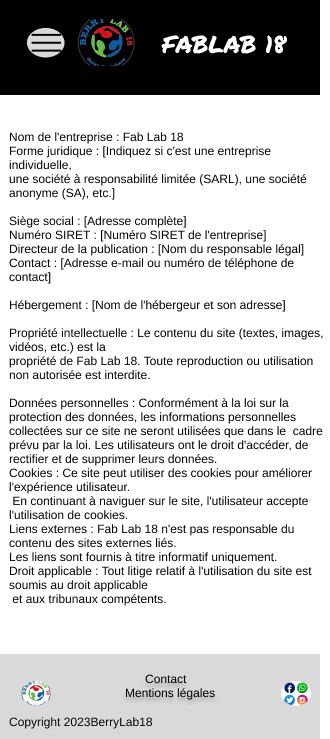 BERRY LAB 18
FABLAB 18
Nom de l'entreprise : Fab Lab 18
Forme juridique : [Indiquez si c'est une entreprise
individuelle,
une société à responsabilité limitée (SARL), une société
anonyme (SA), etc.]
Siège social : [Adresse complète]
Numéro SIRET : [Numéro SIRET de l'entreprise]
Directeur de la publication : [Nom du responsable légal]
Contact : [Adresse e-mail ou numéro de téléphone de
contact]
Hébergement : [Nom de l'hébergeur et son adresse]
Propriété intellectuelle : Le contenu du site (textes, images,
vidéos, etc.) est la
propriété de Fab Lab 18. Toute reproduction ou utilisation
non autorisée est interdite.
Données personnelles : Conformément à la loi sur la
protection des données, les informations personnelles
collectées sur ce site ne seront utilisées que dans le  cadre
prévu par la loi. Les utilisateurs ont le droit d'accéder, de
rectifier et de supprimer leurs données.
Cookies : Ce site peut utiliser des cookies pour améliorer
l'expérience utilisateur.
En continuant à naviguer sur le site, l'utilisateur accepte
l'utilisation de cookies.
Liens externes : Fab Lab 18 n'est pas responsable du
contenu des sites externes liés.
Les liens sont fournis à titre informatif uniquement.
Droit applicable : Tout litige relatif à l'utilisation du site est
soumis au droit applicable
et aux tribunaux compétents.
Contact
Mentions légales
Copyright 2023BerryLab18